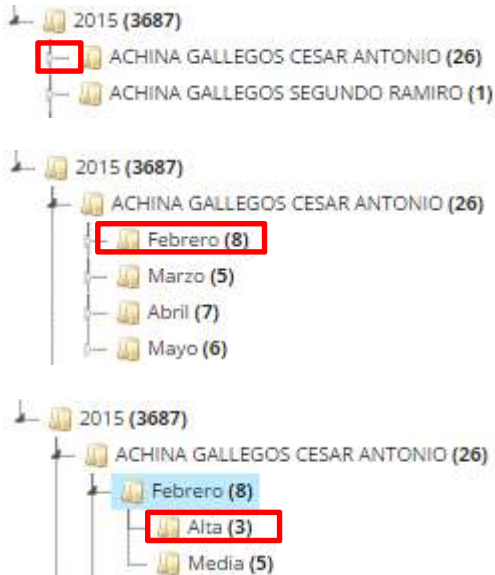 2015 (3687)
ACHINA GALLEGOS CESAR ANTONIO (26)
ACHINA GALLEGOS SEGUNDO RAMIRO (1)
2015 (3687)
ACHINA GALLEGOS CESAR ANTONIO (26)
Febrero (8)
Marzo (5)
Abril (7)
Mayo (6)
2015 (3687)
ACHINA GALLEGOS CESAR ANTONIO (26)
Febrero (8)
Alta (3)
Media (5)